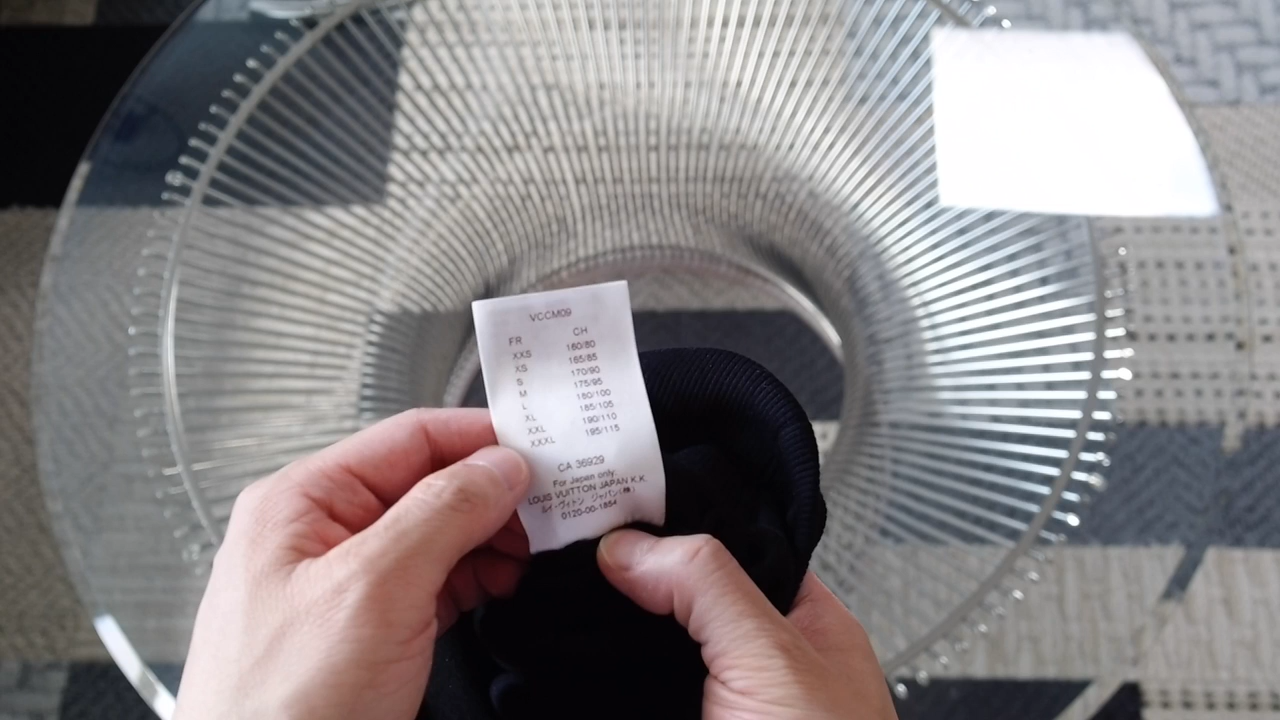 VCCM09
FR CH
XXS 160/80
XS 165/85
S 170/90
M 175/95
L 180/100
XL 185/105
XXL 190/110
XXXL 195/115
CA 36929
For Japan only:
LOUIS VUITTON JAPAN K.K.
ルイ・ヴィトン ジャパン(株)
0120-00-1854